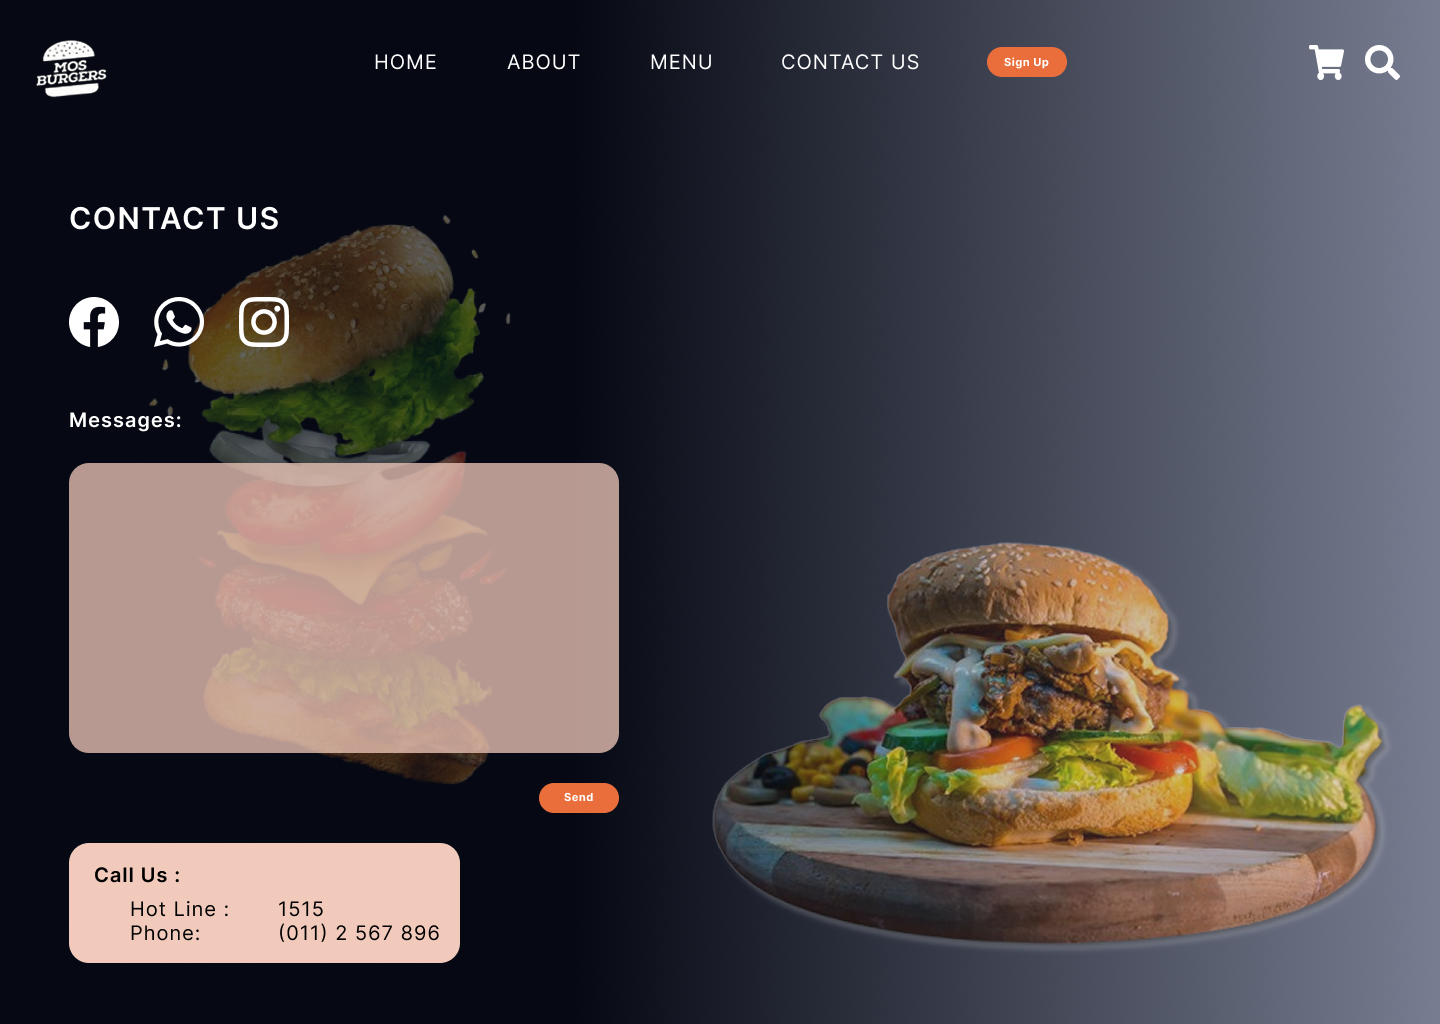 MOS
BURGERS
HOME ABOUT MENU CONTACT US Sign Up
CONTACT US
Messages:
Send
Call Us :
Hot Line : 1515
Phone: (011) 2 567 896